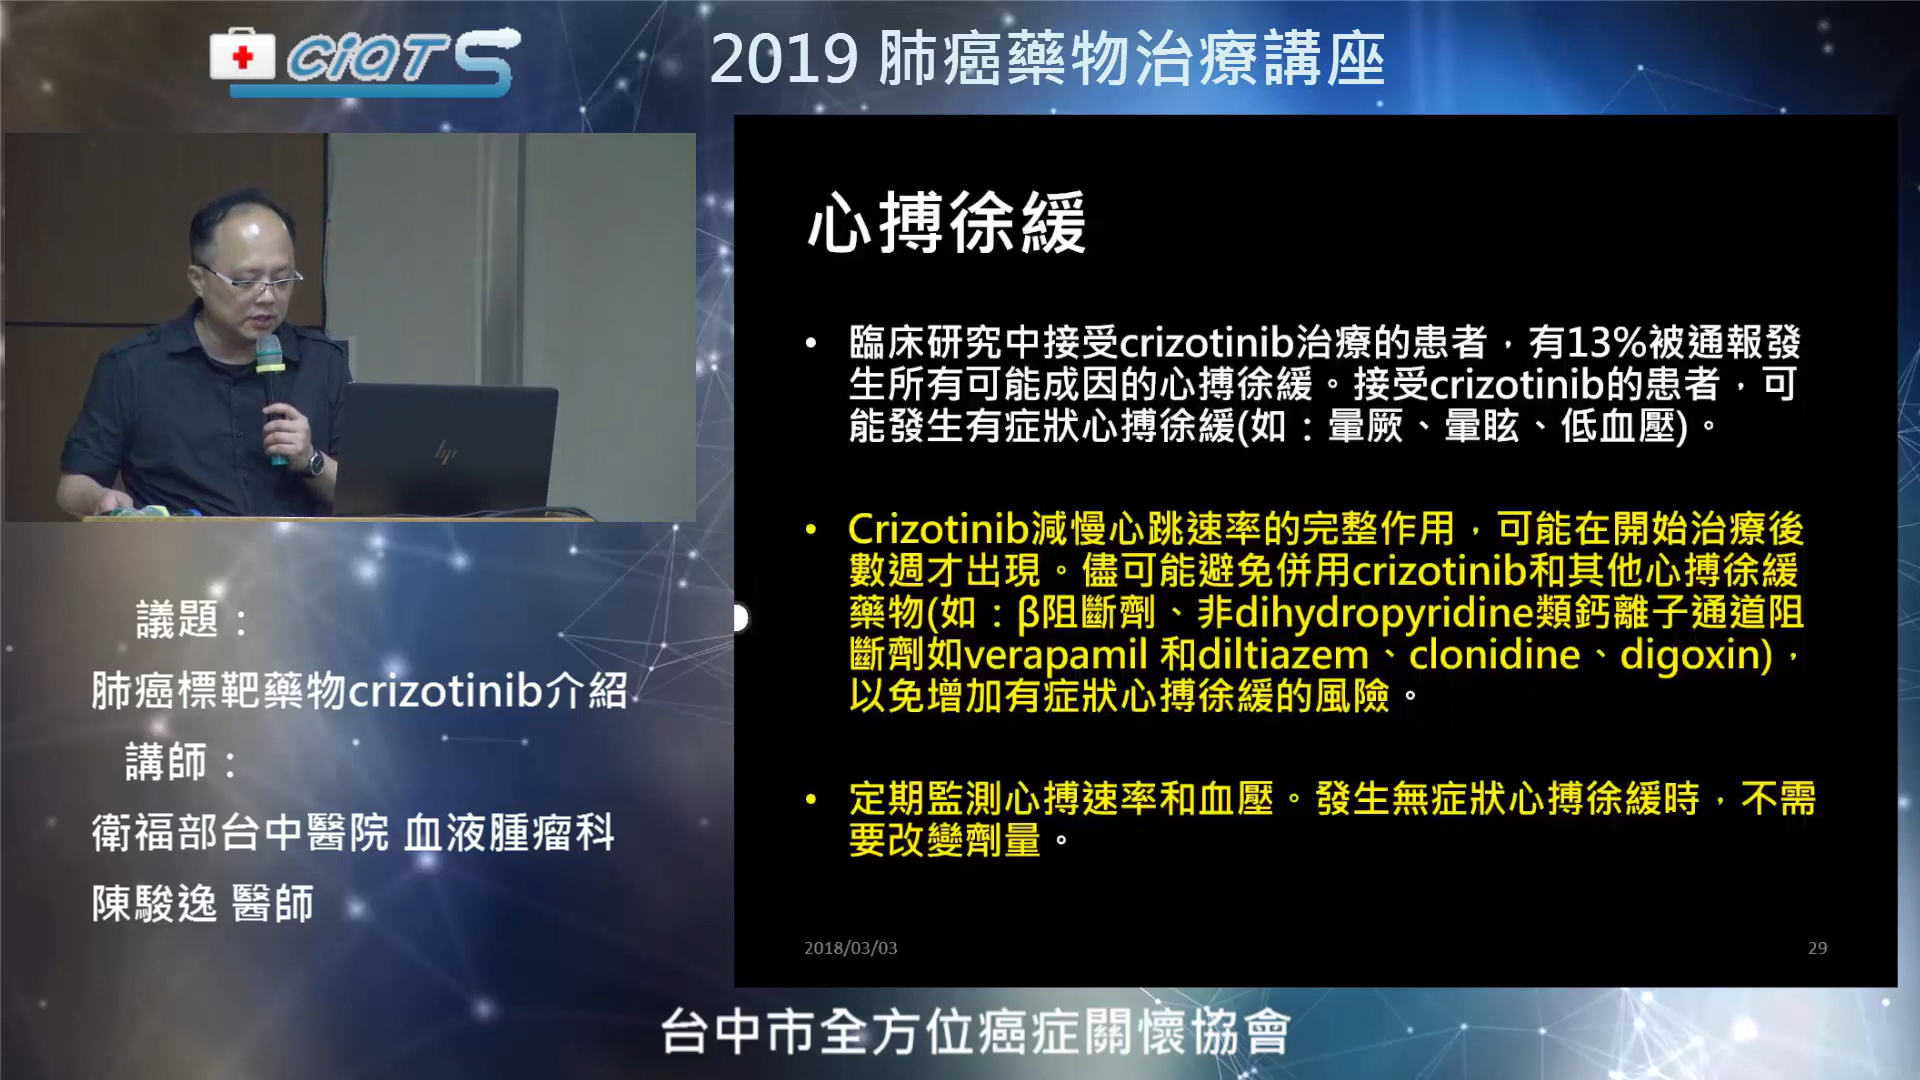 CiQTS
2019 肺癌藥物治療講座
心搏徐緩
• 臨床研究中接受crizotinib治療的患者，有13%被通報發
生所有可能成因的心搏徐緩。接受crizotinib的患者，可
能發生有症狀心搏徐緩(如：暈厥、暈眩、低血壓)。
• Crizotinib減慢心跳速率的完整作用，可能在開始治療後
數週才出現。儘可能避免併用crizotinib和其他心搏徐緩
藥物(如：β阻斷劑、非dihydropyridine類鈣離子通道阻
斷劑如verapamil 和diltiazem、clonidine、digoxin)，
以免增加有症狀心搏徐緩的風險。
• 定期監測心搏速率和血壓。發生無症狀心搏徐緩時，不需
要改變劑量。
2018/03/03
29
hp
議題：
肺癌標靶藥物crizotinib介紹
講師：
衛福部台中醫院 血液腫瘤科
陳駿逸 醫師
台中市全方位癌症關懷協會